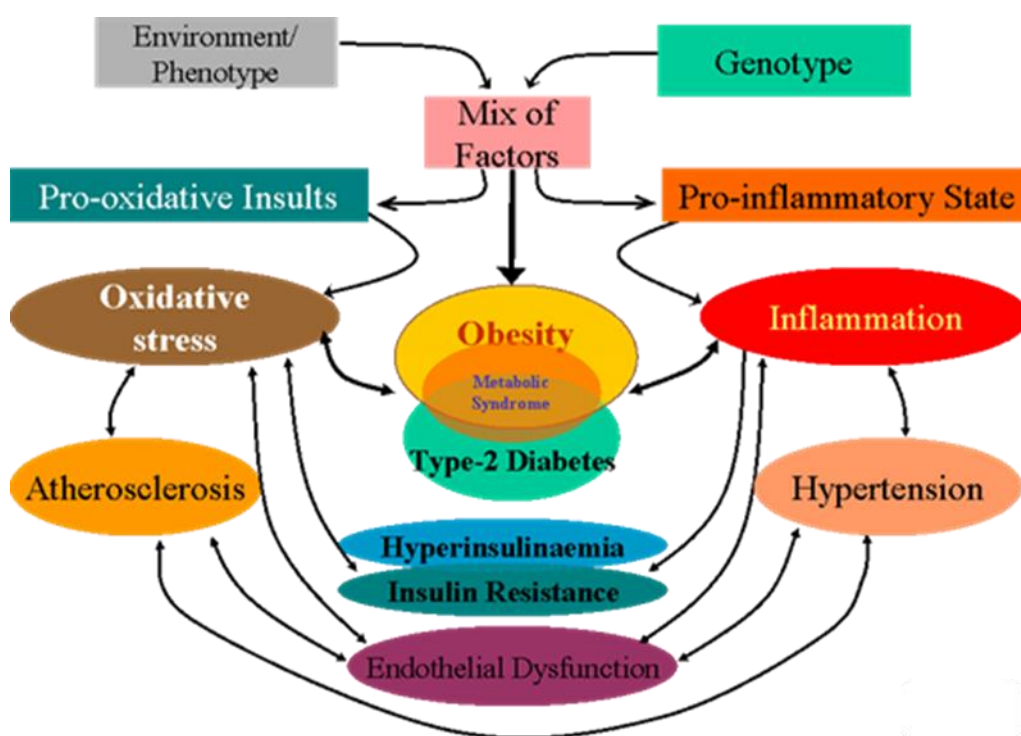 Environment/
Phenotype
Genotype
Mix of
Factors
Pro-oxidative Insults
Pro-inflammatory State
Oxidative
stress
Obesity
Inflammation
Metabolic
Syndrome
Type-2 Diabetes
Atherosclerosis
Hypertension
Hyperinsulinaemia
Insulin Resistance
Endothelial Dysfunction